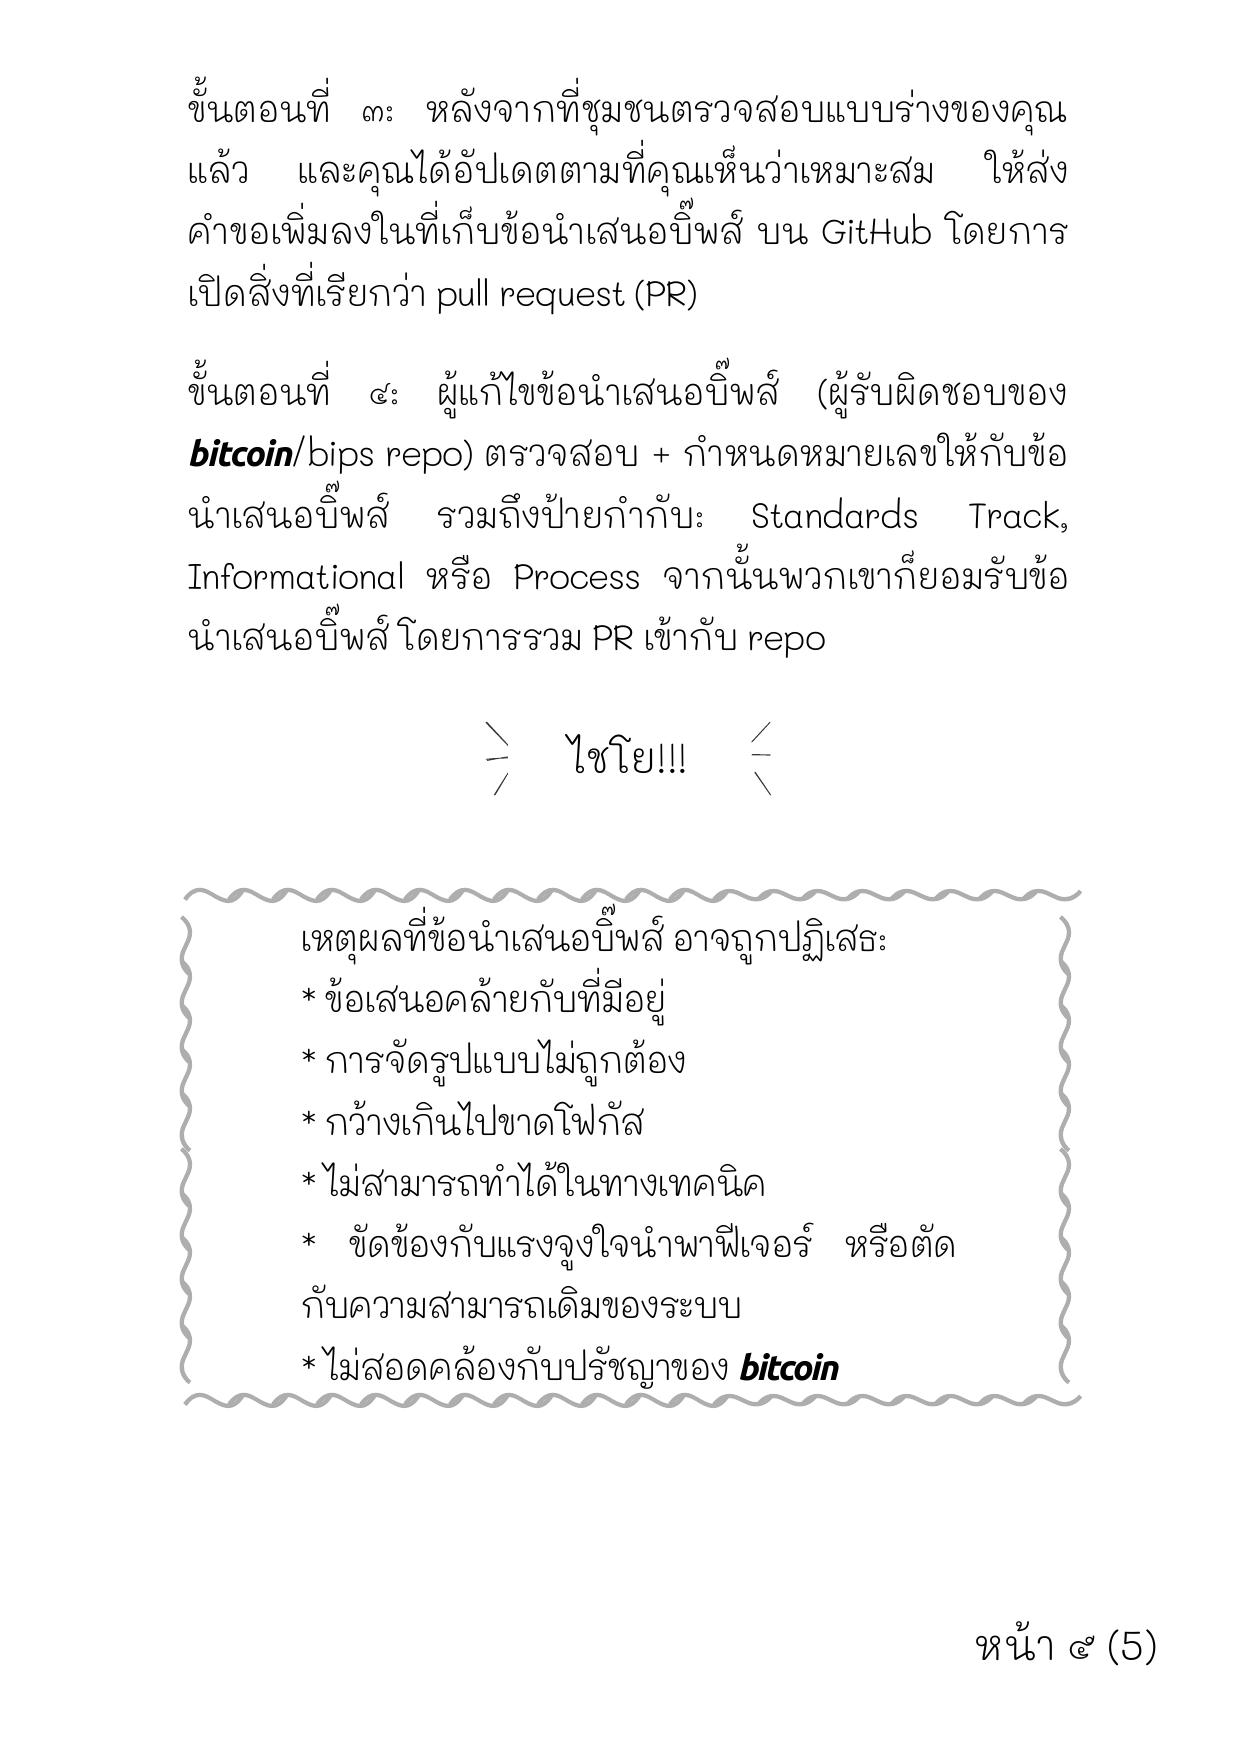 ขั้นตอนที่ ๓: หลังจากที่ชุมชนตรวจสอบแบบร่างของคุณ
แล้ว และคุณได้อัปเดตตามที่คุณเห็นว่าเหมาะสม ให้ส่ง
คำขอเพิ่มลงในที่เก็บข้อนำเสนอบิ๊พส์ บน GitHub โดยการ
เปิดสิ่งที่เรียกว่า pull request (PR)
ขั้นตอนที่ ๔: ผู้แก้ไขข้อนำเสนอบิ๊พส์ (ผู้รับผิดชอบของ
bitcoin/bips repo) ตรวจสอบ + กำหนดหมายเลขให้กับข้อ
นำเสนอบิ๊พส์ รวมถึงป้ายกำกับ: Standards Track,
Informational หรือ Process จากนั้นพวกเขาก็ยอมรับข้อ
นำเสนอบิ๊พส์ โดยการรวม PR เข้ากับ repo
ไชโย!!!
เหตุผลที่ข้อนำเสนอบิ๊พส์ อาจถูกปฏิเสธ:
* ข้อเสนอคล้ายกับที่มีอยู่
* การจัดรูปแบบไม่ถูกต้อง
* กว้างเกินไปขาดโฟกัส
* ไม่สามารถทำได้ในทางเทคนิค
* ขัดข้องกับแรงจูงใจนำพาฟีเจอร์ หรือตัด
กับความสามารถเดิมของระบบ
* ไม่สอดคล้องกับปรัชญาของ bitcoin
หน้า ๕ (5)